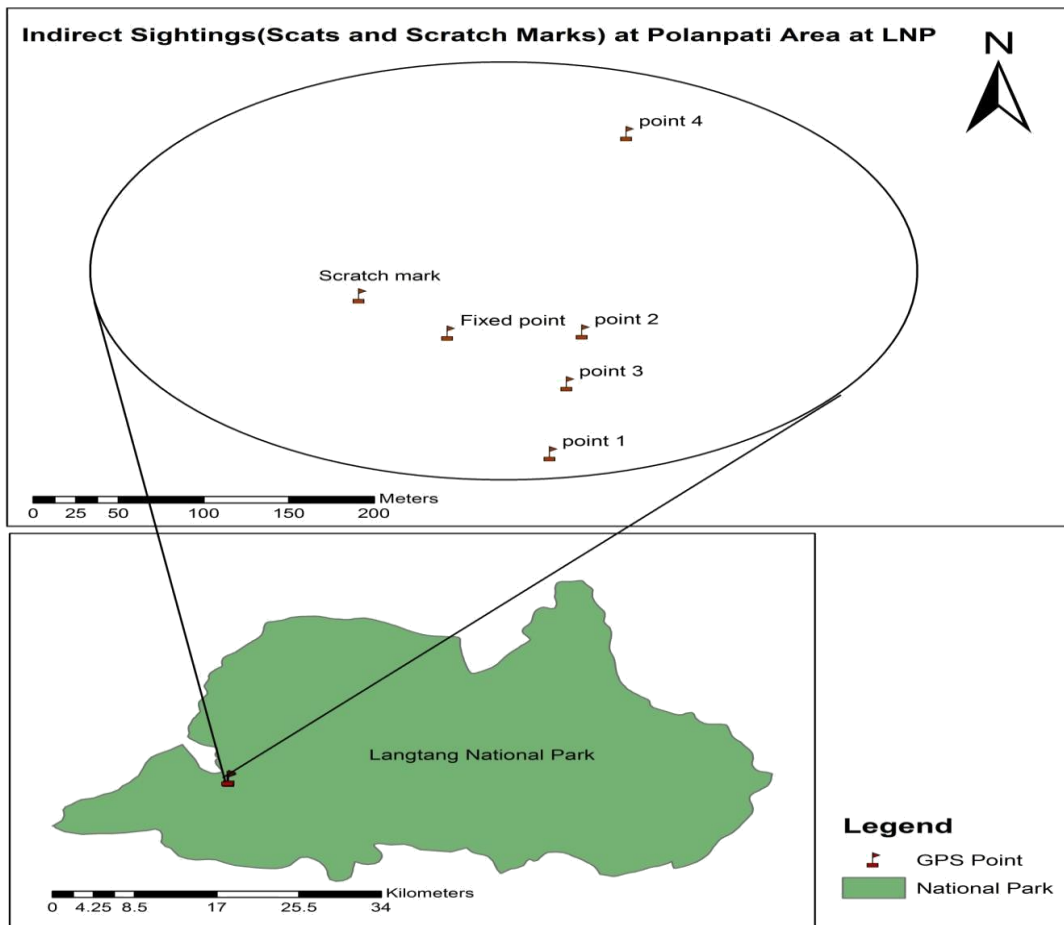 Indirect Sightings(Scats and Scratch Marks) at Polanpati Area at LNP
N
point 4
Scratch mark
Fixed point
point 2
point 3
point 1
Meters
0 25 50 100 150 200
Langtang National Park
Legend
GPS Point
National Park
Kilometers
0 4.25 8.5 17 25.5 34